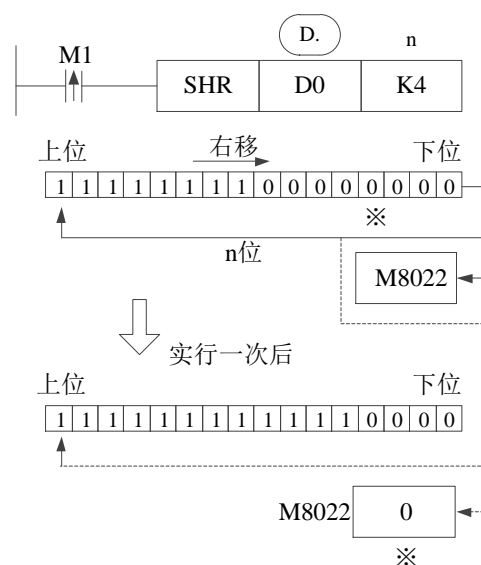 D.
n
M1
SHR D0 K4
上位 右移 下位
1 1 1 1 1 1 1 1 0 0 0 0 0 0 0 0
※
n位
M8022
实行一次后
上位 下位
1 1 1 1 1 1 1 1 1 1 1 1 0 0 0 0
M8022 0
※